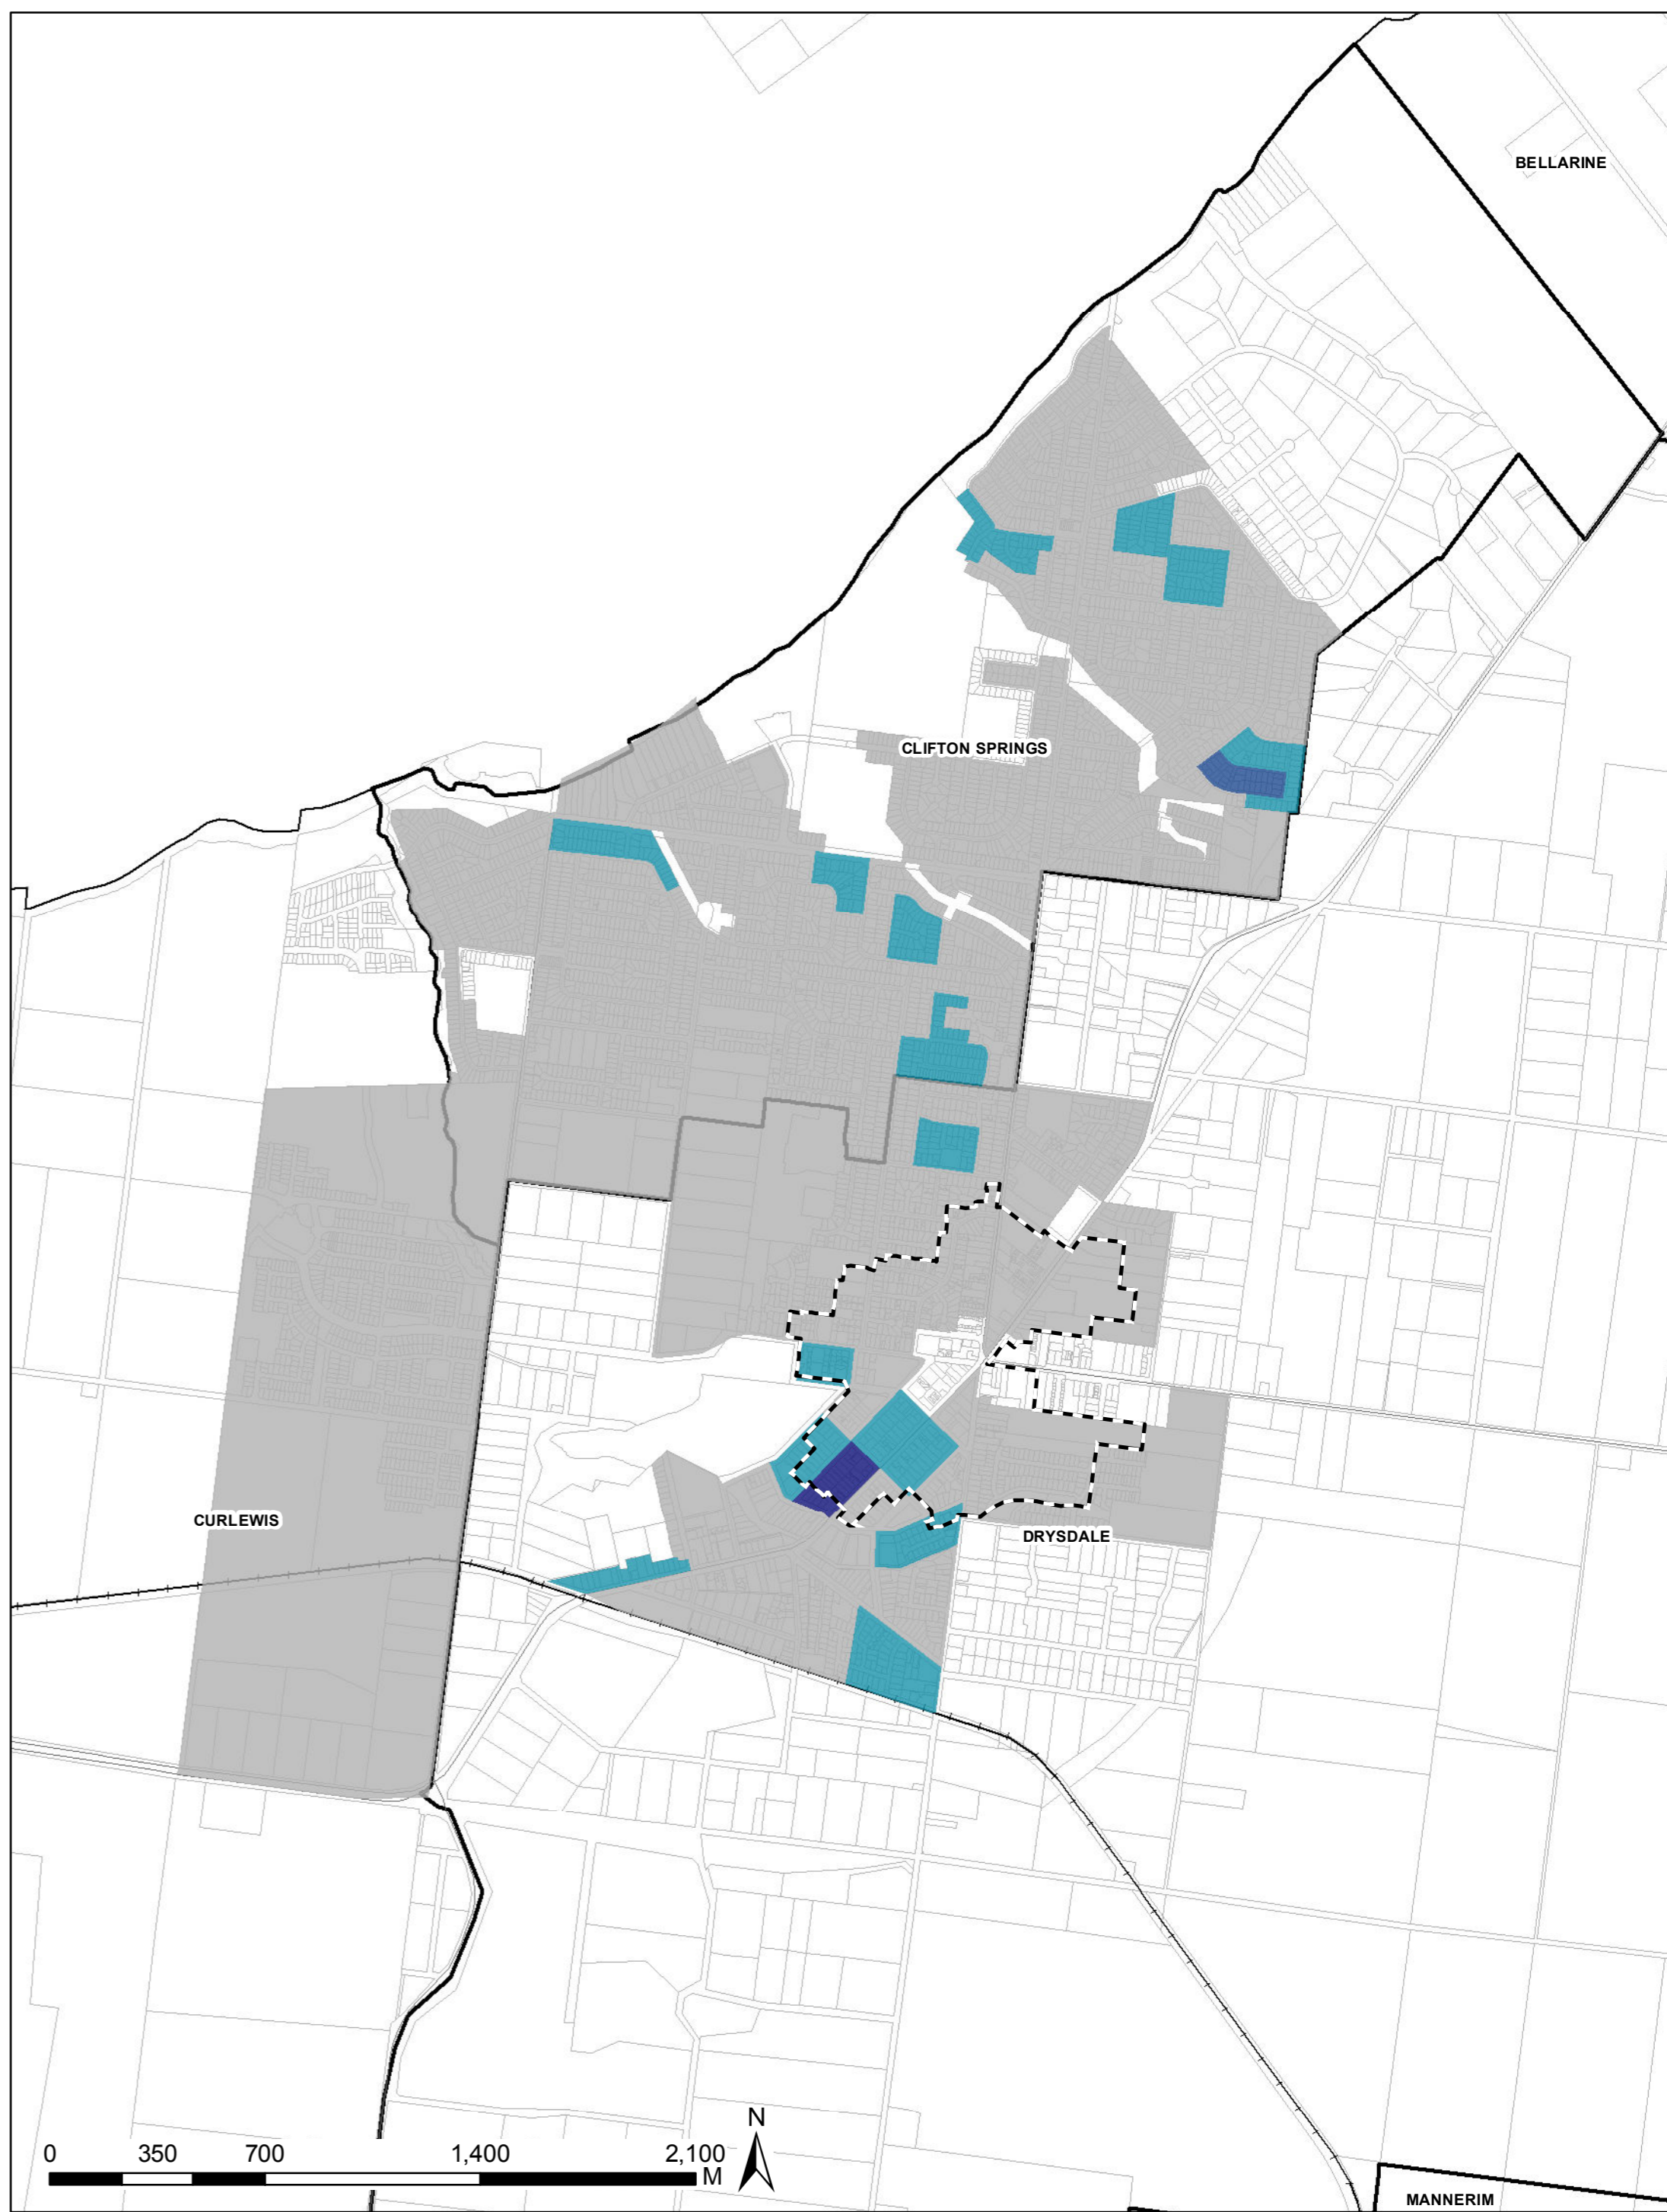 BELLARINE
CLIFTON SPRINGS
CURLEWIS
DRYSDALE
N
0 350 700 1,400 2,100
M
MANNERIM